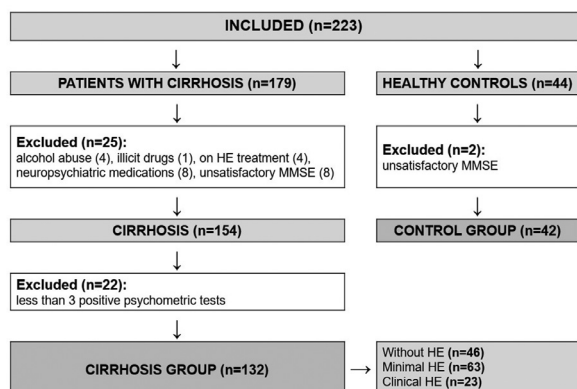 INCLUDED (n=223)
PATIENTS WITH CIRRHOSIS (n=179)
HEALTHY CONTROLS (n=44)
Excluded (n=25):
alcohol abuse (4), illicit drugs (1), on HE treatment (4),
neuropsychiatric medications (8), unsatisfactory MMSE (8)
Excluded (n=2):
unsatisfactory MMSE
CIRRHOSIS (n=154)
CONTROL GROUP (n=42)
Excluded (n=22):
less than 3 positive psychometric tests
CIRRHOSIS GROUP (n=132)
Without HE (n=46)
Minimal HE (n=63)
Clinical HE (n=23)